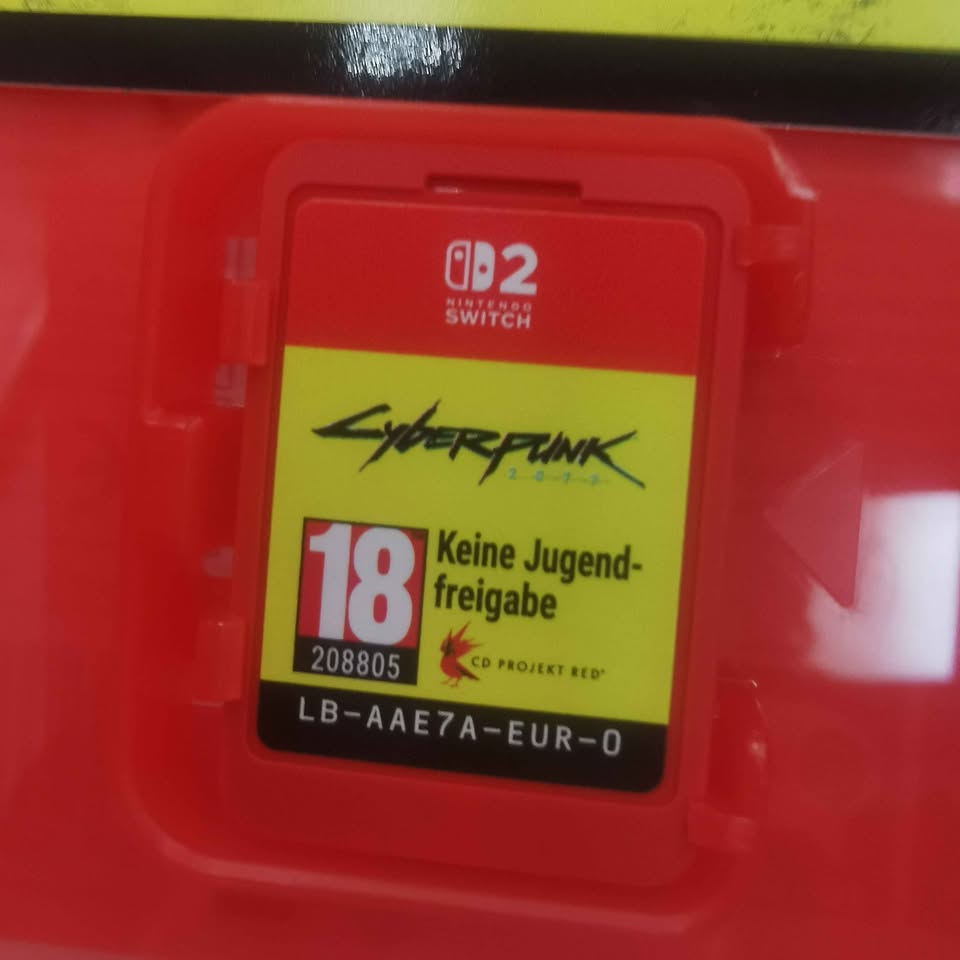 2
NINTENDO
SWITCH
Cyberpunk
2077
18
Keine Jugend-
freigabe
208805
CD PROJEKT RED®
LB-AAE7A-EUR-0